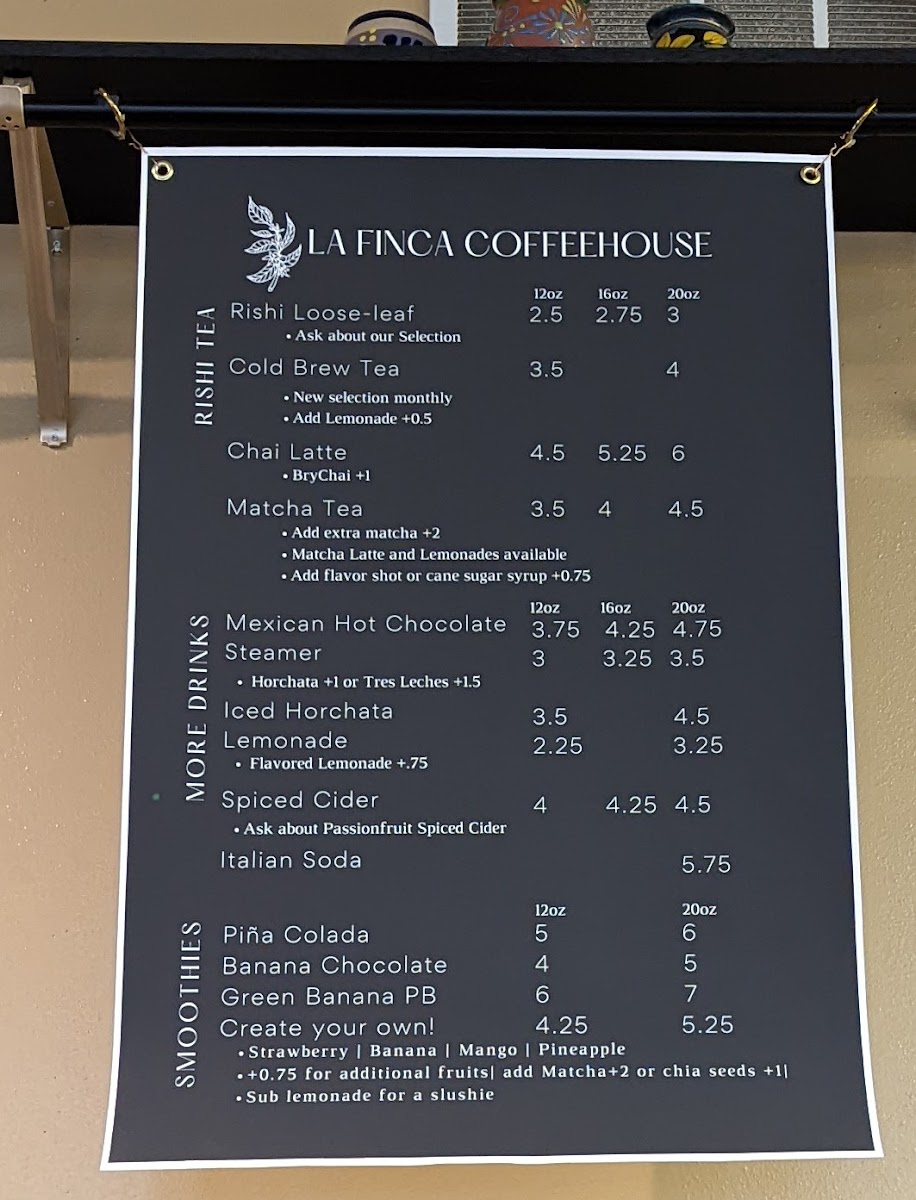 LA FINCA COFFEEHOUSE
RISHI TEA
12oz 16oz 20oz
Rishi Loose-leaf 2.5 2.75 3
• Ask about our Selection
Cold Brew Tea 3.5 4
• New selection monthly
• Add Lemonade +0.5
Chai Latte 4.5 5.25 6
• BryChai +1
Matcha Tea 3.5 4 4.5
• Add extra matcha +2
• Matcha Latte and Lemonades available
• Add flavor shot or cane sugar syrup +0.75
MORE DRINKS
12oz 16oz 20oz
Mexican Hot Chocolate 3.75 4.25 4.75
Steamer 3 3.25 3.5
• Horchata +1 or Tres Leches +1.5
Iced Horchata 3.5 4.5
Lemonade 2.25 3.25
• Flavored Lemonade +.75
Spiced Cider 4 4.25 4.5
• Ask about Passionfruit Spiced Cider
Italian Soda 5.75
SMOOTHIES
12oz 20oz
Piña Colada 5 6
Banana Chocolate 4 5
Green Banana PB 6 7
Create your own! 4.25 5.25
• Strawberry | Banana | Mango | Pineapple
• +0.75 for additional fruits| add Matcha+2 or chia seeds +1|
• Sub lemonade for a slushie